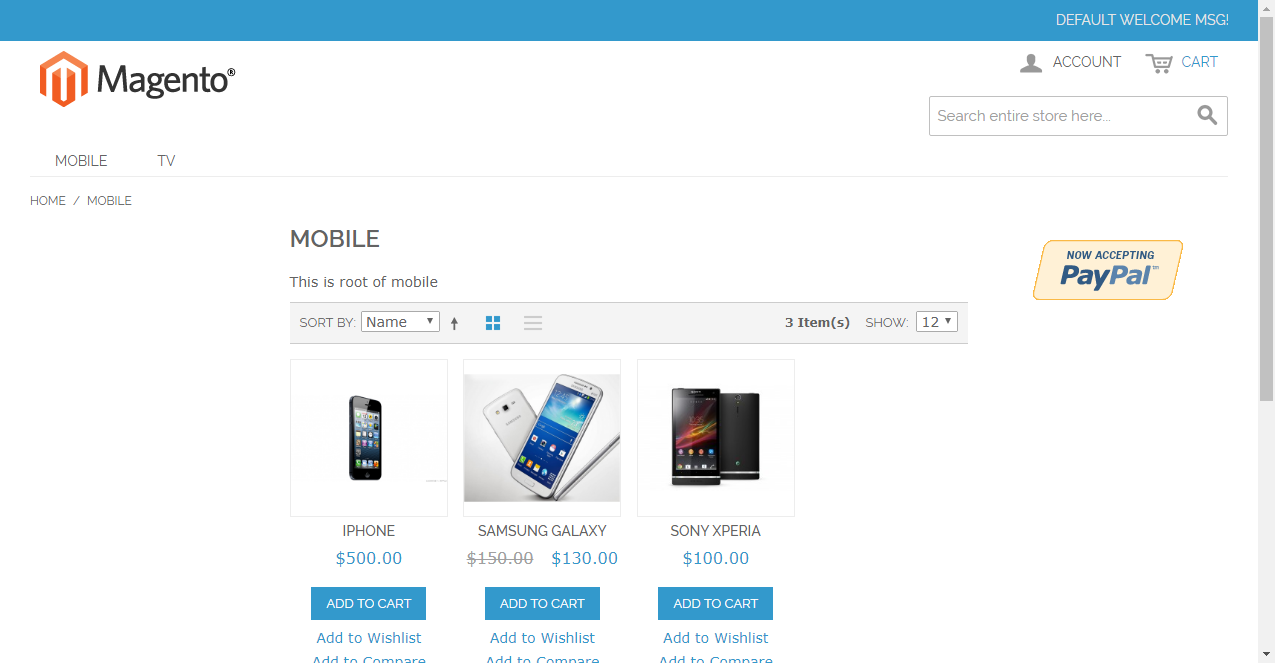 DEFAULT WELCOME MSG!
Magento®
ACCOUNT CART
Search entire store here...
MOBILE TV
HOME / MOBILE
MOBILE
NOW ACCEPTING
PayPal™
This is root of mobile
SORT BY: Name 3 Item(s) SHOW: 12
IPHONE SAMSUNG GALAXY SONY XPERIA
$500.00 $150.00 $130.00 $100.00
ADD TO CART ADD TO CART ADD TO CART
Add to Wishlist Add to Wishlist Add to Wishlist
Add to Compare Add to Compare Add to Compare